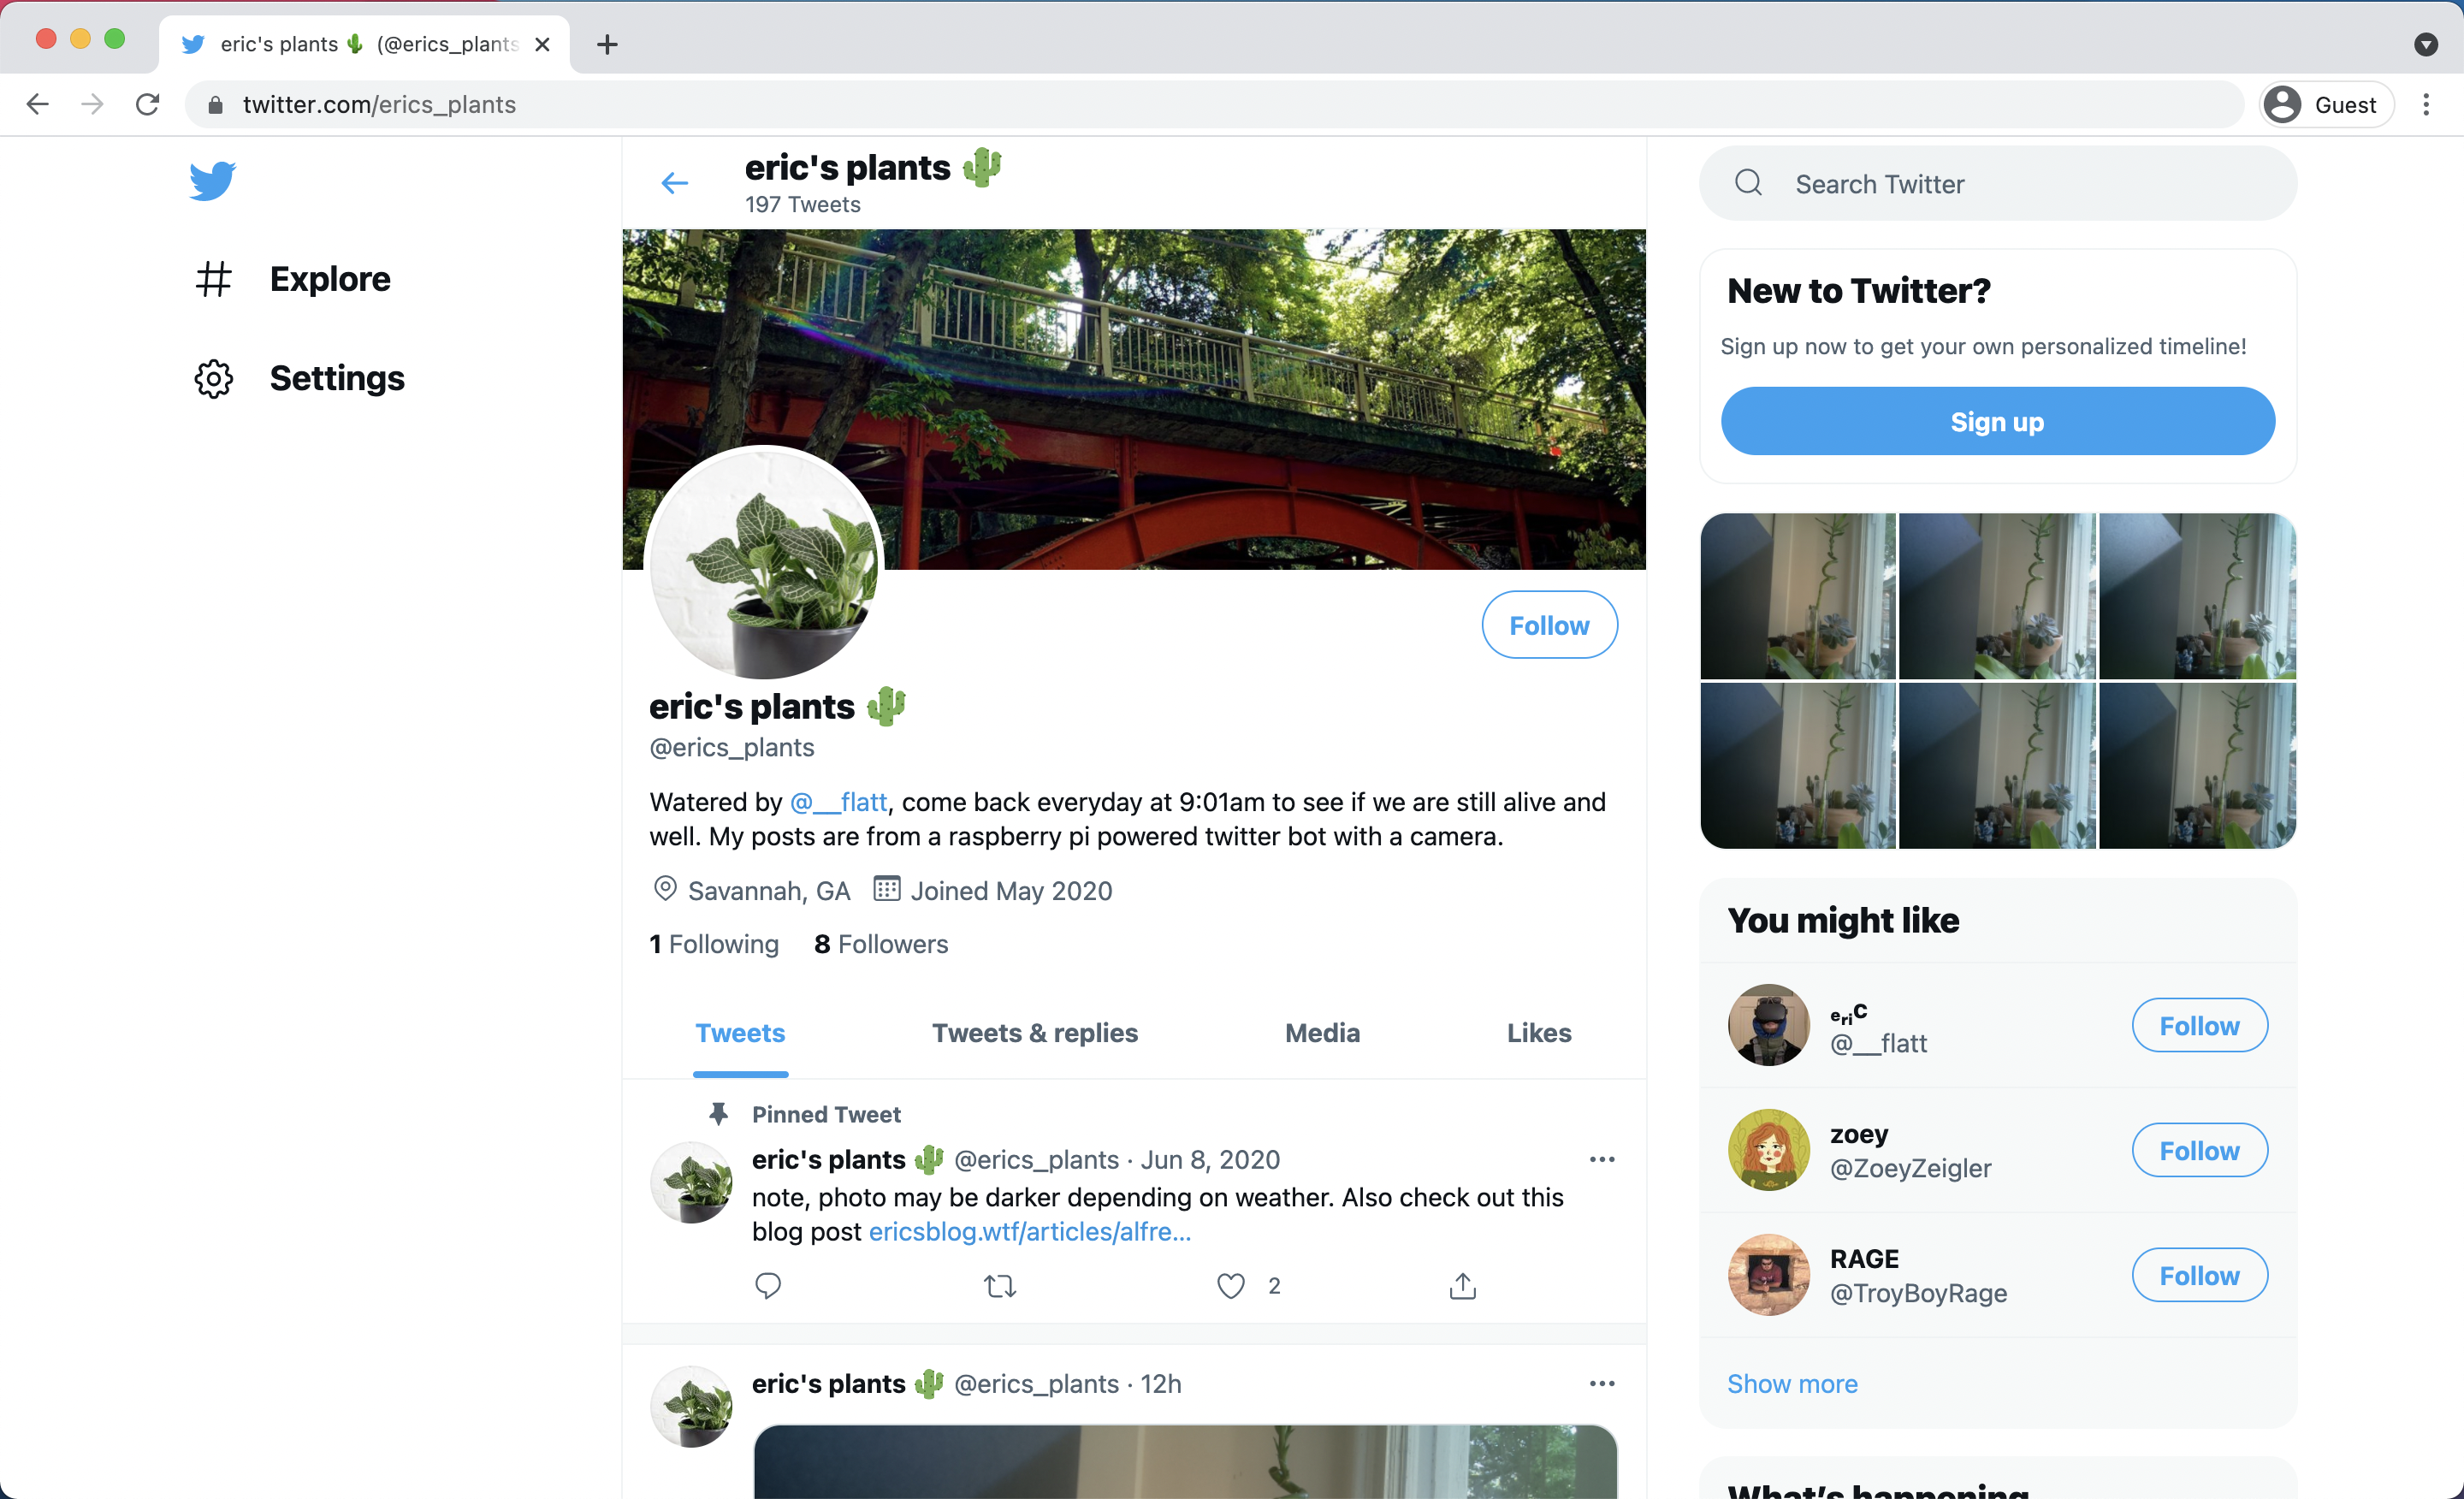 eric's plants 🌵 (@erics_plants
twitter.com/erics_plants
Guest
Explore
Settings
eric's plants 🌵
197 Tweets
Follow
eric's plants 🌵
@erics_plants
Watered by @__flatt, come back everyday at 9:01am to see if we are still alive and
well. My posts are from a raspberry pi powered twitter bot with a camera.
Savannah, GA Joined May 2020
1 Following 8 Followers
Tweets Tweets & replies Media Likes
Pinned Tweet
eric's plants 🌵 @erics_plants · Jun 8, 2020
note, photo may be darker depending on weather. Also check out this
blog post ericsblog.wtf/articles/alfre...
2
eric's plants 🌵 @erics_plants · 12h
Search Twitter
New to Twitter?
Sign up now to get your own personalized timeline!
Sign up
You might like
ₑᵣᵢc
@__flatt
Follow
zoey
@ZoeyZeigler
Follow
RAGE
@TroyBoyRage
Follow
Show more
What's happening